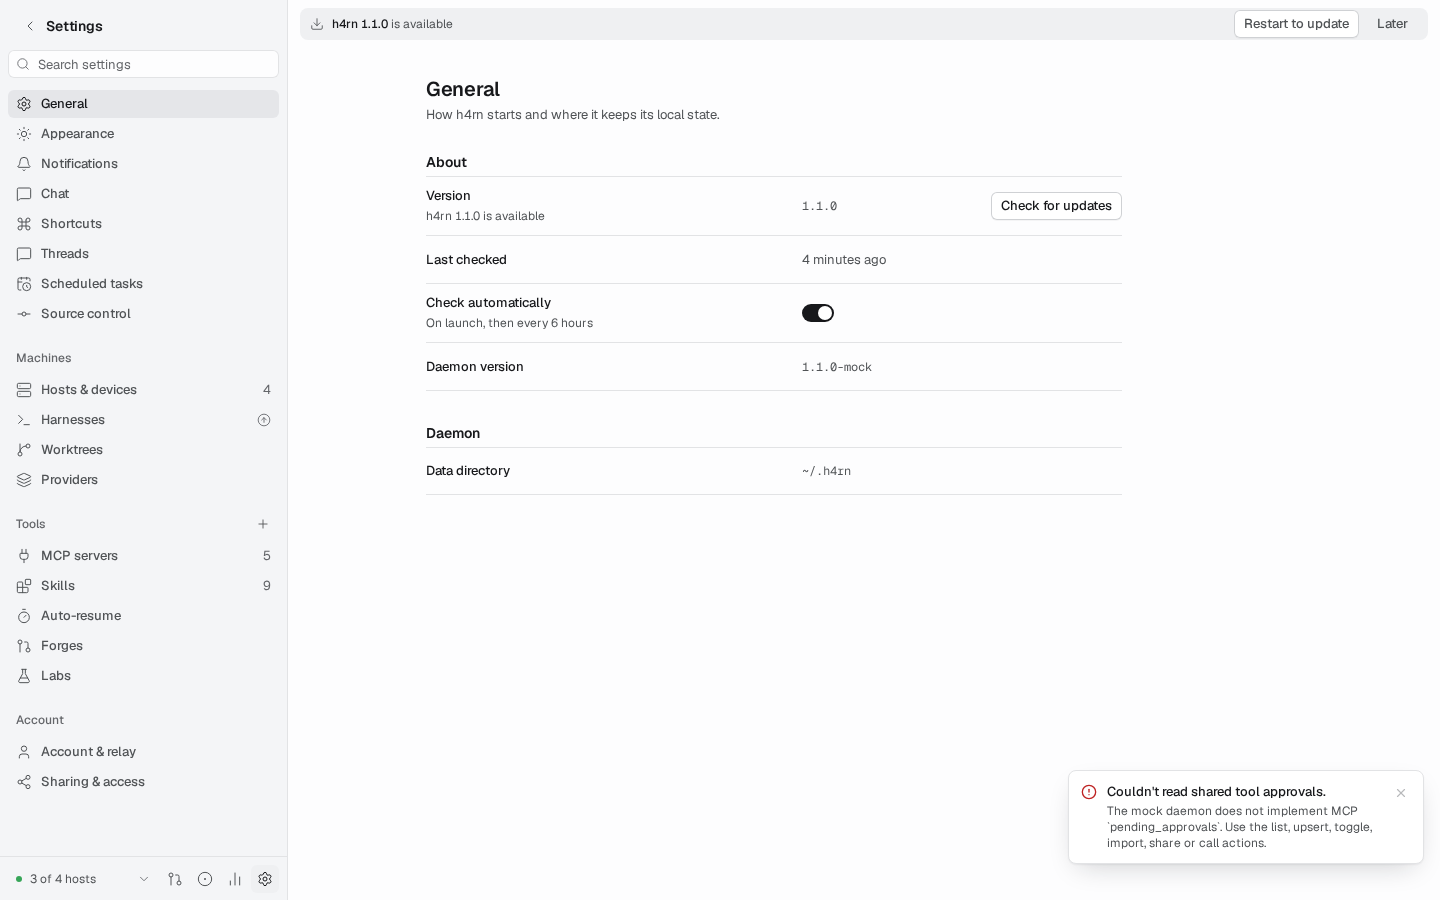 Settings
Search settings
General
Appearance
Notifications
Chat
Shortcuts
Threads
Scheduled tasks
Source control
Machines
Hosts & devices 4
Harnesses
Worktrees
Providers
Tools
MCP servers 5
Skills 9
Auto-resume
Forges
Labs
Account
Account & relay
Sharing & access
3 of 4 hosts
h4rn 1.1.0 is available
Restart to update
Later
General
How h4rn starts and where it keeps its local state.
About
Version
h4rn 1.1.0 is available
1.1.0
Check for updates
Last checked
4 minutes ago
Check automatically
On launch, then every 6 hours
Daemon version
1.1.0-mock
Daemon
Data directory
~/.h4rn
Couldn't read shared tool approvals.
The mock daemon does not implement MCP
`pending_approvals`. Use the list, upsert, toggle,
import, share or call actions.